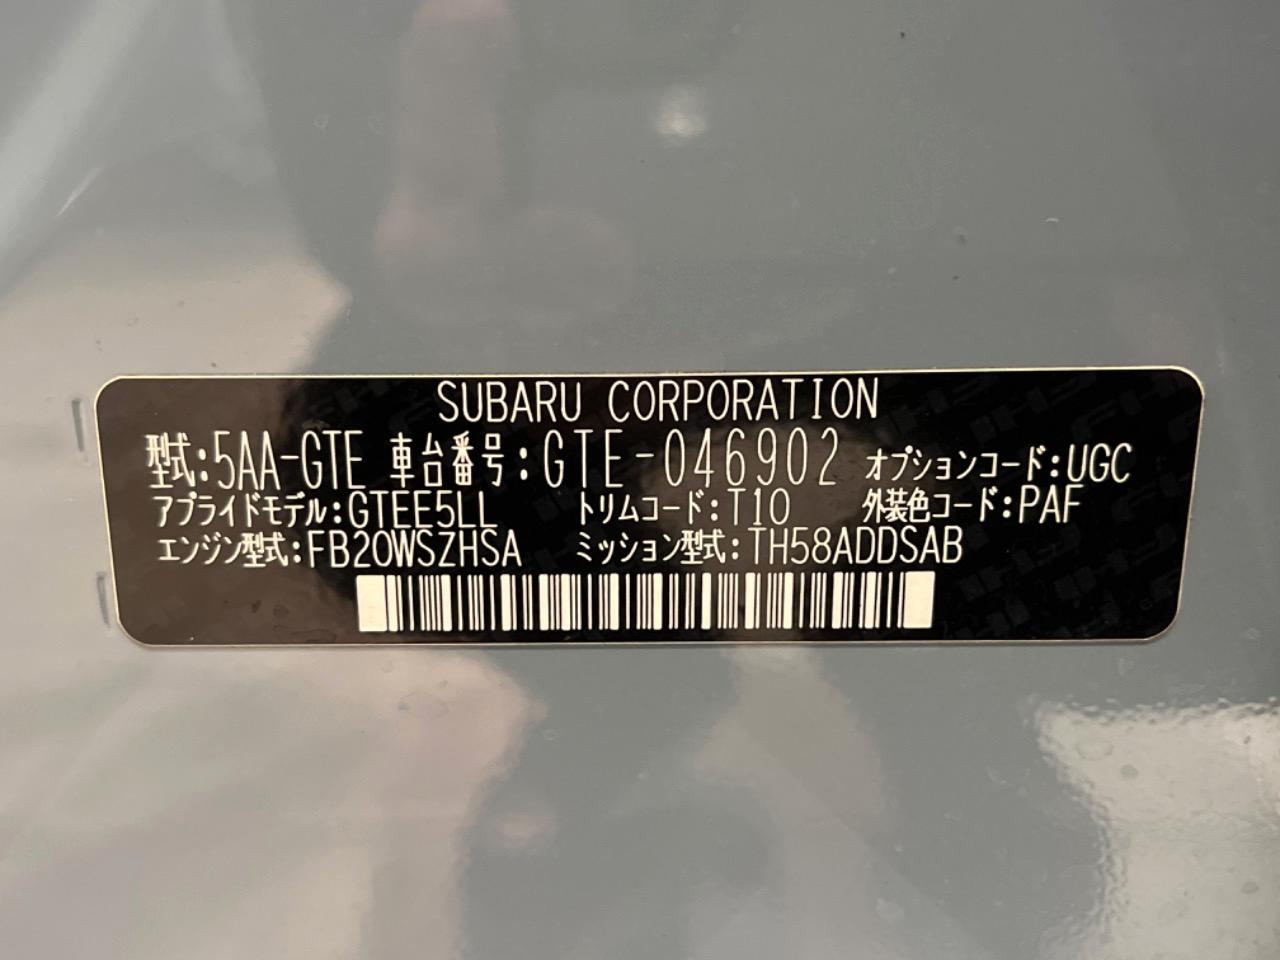 SUBARU CORPORATION
型式:5AA-GTE 車台番号:GTE-046902 オプションコード:UGC
アプライドモデル:GTEE5LL トリムコード:T10 外装色コード:PAF
エンジン型式:FB20WSZHSA ミッション型式:TH58ADDSAB